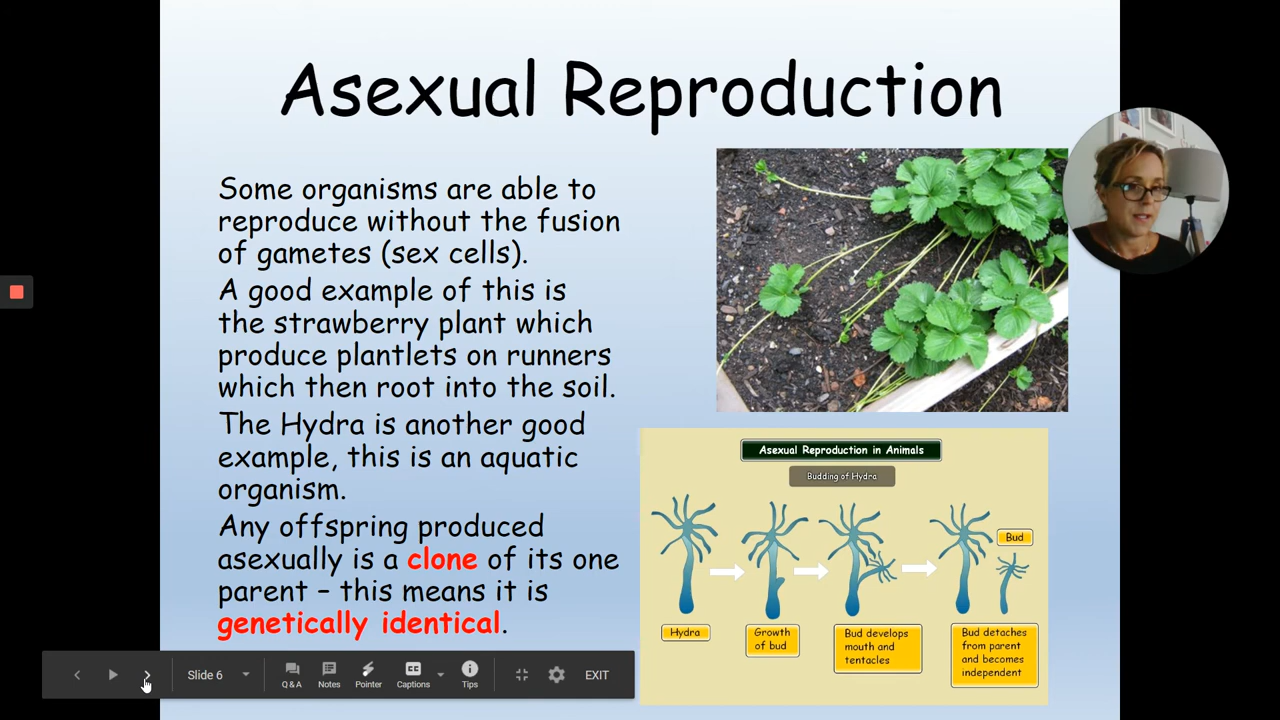 Asexual Reproduction
Some organisms are able to
reproduce without the fusion
of gametes (sex cells).
A good example of this is
the strawberry plant which
produce plantlets on runners
which then root into the soil.
The Hydra is another good
example, this is an aquatic
organism.
Any offspring produced
asexually is a clone of its one
parent – this means it is
genetically identical.
Asexual Reproduction in Animals
Budding of Hydra
Hydra
Growth
of bud
Bud develops
mouth and
tentacles
Bud
Bud detaches
from parent
and becomes
independent
Slide 6
Q & A
Notes
Pointer
CC
Captions
Tips
EXIT